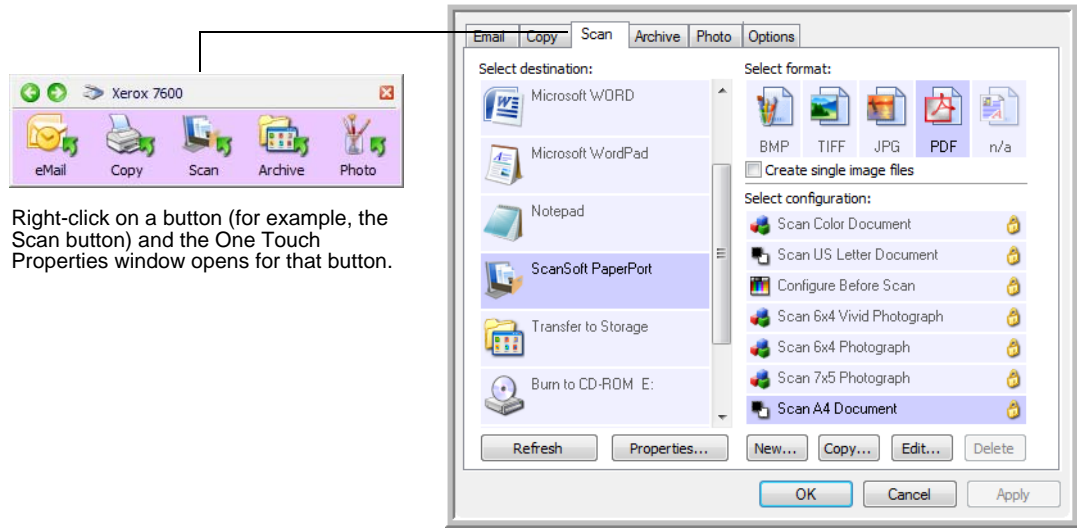 Xerox 7600
eMail Copy Scan Archive Photo
Right-click on a button (for example, the
Scan button) and the One Touch
Properties window opens for that button.
Email Copy Scan Archive Photo Options
Select destination:
Microsoft WORD
Microsoft WordPad
Notepad
ScanSoft PaperPort
Transfer to Storage
Burn to CD-ROM E:
Refresh Properties...
Select format:
BMP TIFF JPG PDF n/a
Create single image files
Select configuration:
Scan Color Document
Scan US Letter Document
Configure Before Scan
Scan 6x4 Vivid Photograph
Scan 6x4 Photograph
Scan 7x5 Photograph
Scan A4 Document
New... Copy... Edit... Delete
OK Cancel Apply